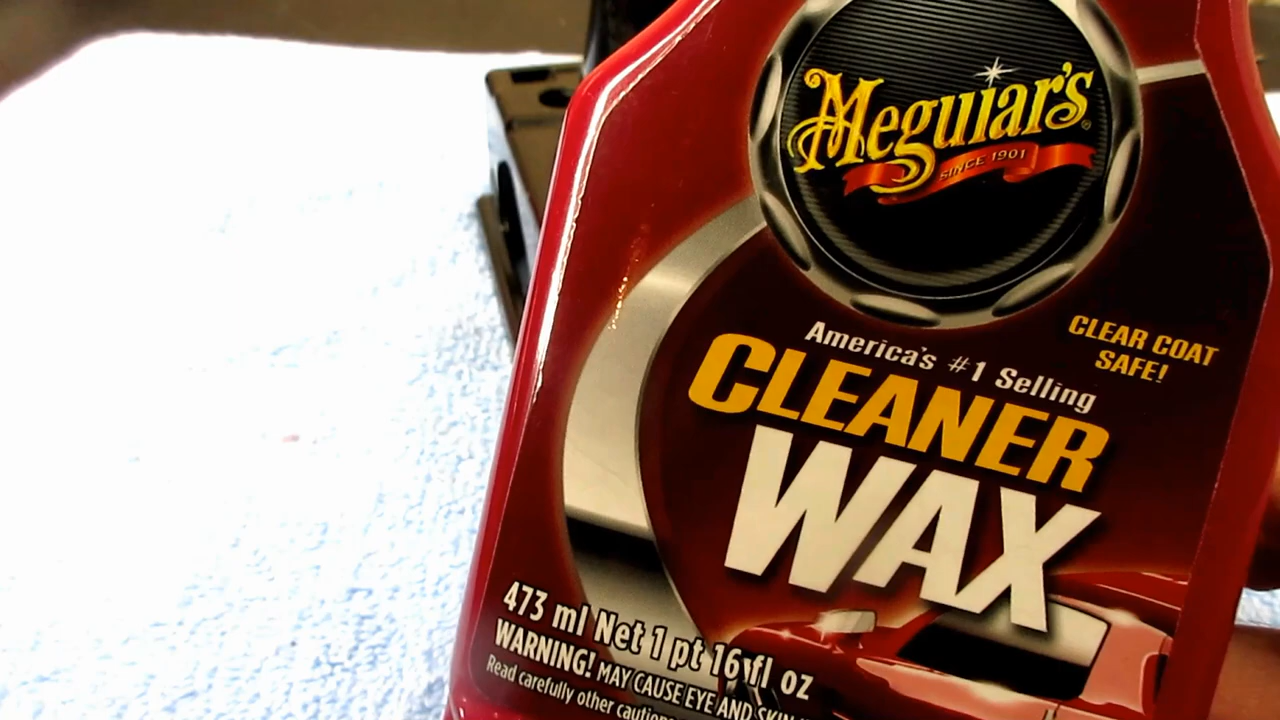 Meguiar's
SINCE 1901
CLEAR COAT
SAFE!
America's #1 Selling
CLEANER
WAX
473 ml Net 1 pt 16 fl oz
WARNING! MAY CAUSE EYE AND SKIN
Read carefully other cautions